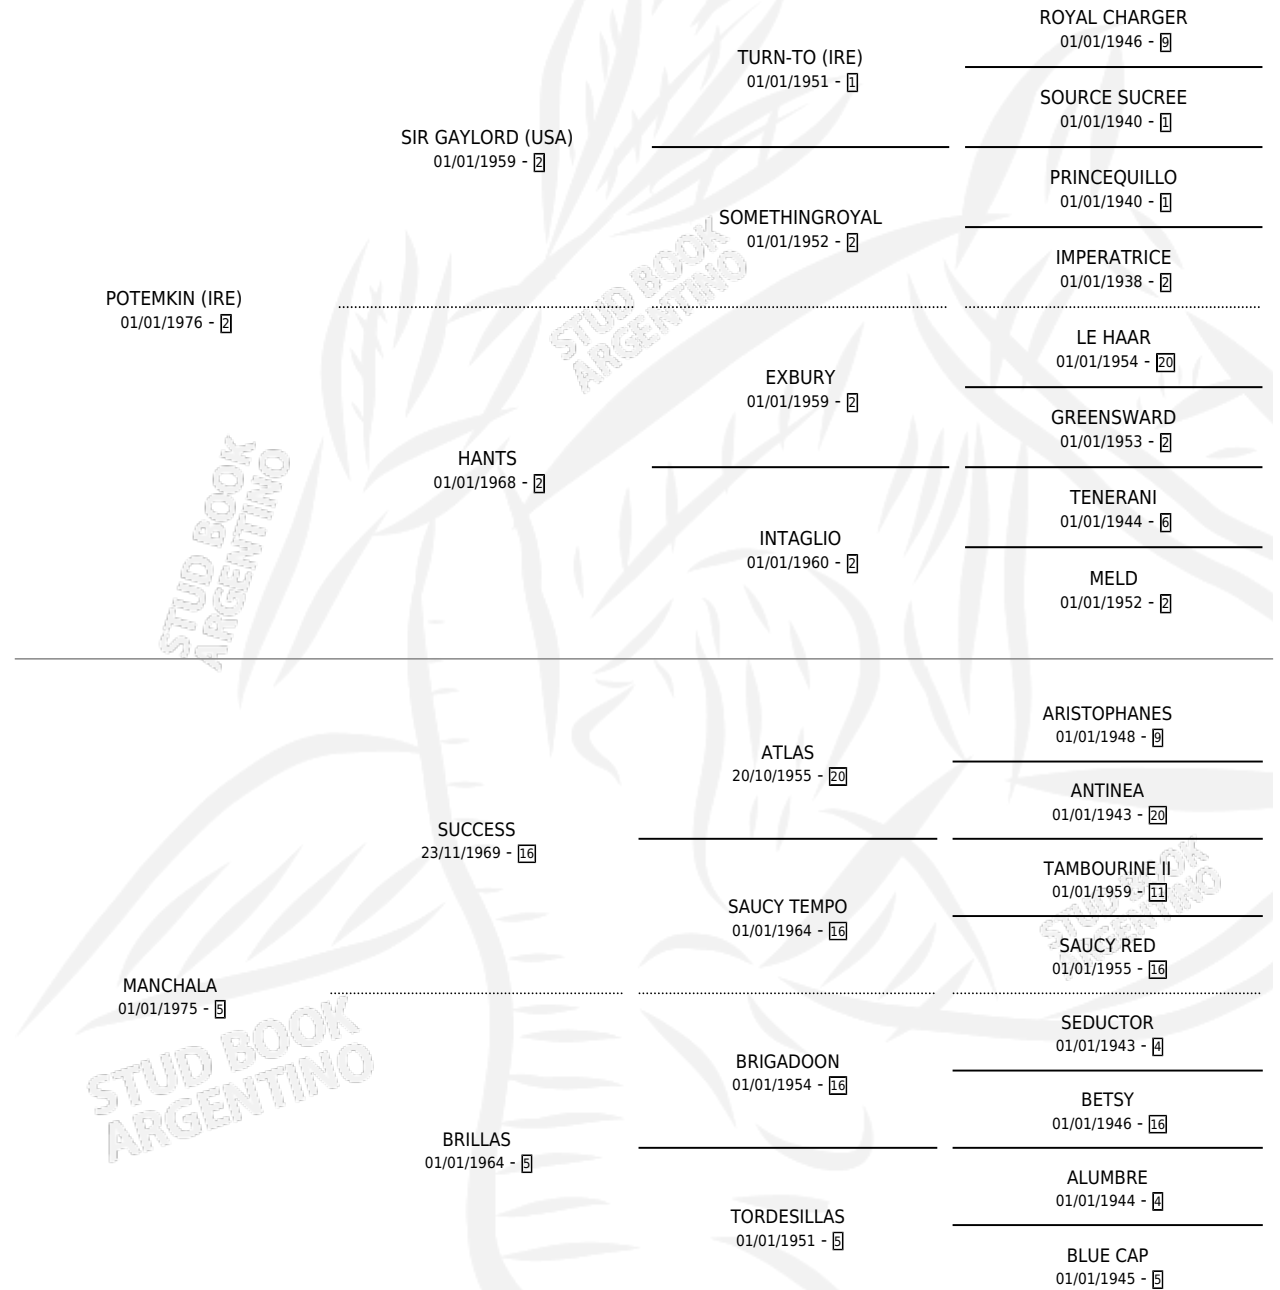 ROYAL CHARGER
01/01/1946 - 9
TURN-TO (IRE)
01/01/1951 - 1
SOURCE SUCREE
01/01/1940 - 1
SIR GAYLORD (USA)
01/01/1959 - 2
PRINCEQUILLO
01/01/1940 - 1
SOMETHINGROYAL
01/01/1952 - 2
IMPERATRICE
01/01/1938 - 2
POTEMKIN (IRE)
01/01/1976 - 2
STUD BOOK
ARGENTINO
LE HAAR
01/01/1954 - 20
EXBURY
01/01/1959 - 2
GREENSWARD
01/01/1953 - 2
HANTS
01/01/1968 - 2
TENERANI
01/01/1944 - 6
INTAGLIO
01/01/1960 - 2
MELD
01/01/1952 - 2
STUD BOOK
ARGENTINO
ARISTOPHANES
01/01/1948 - 9
ATLAS
20/10/1955 - 20
ANTINEA
01/01/1943 - 20
SUCCESS
23/11/1969 - 16
TAMBOURINE II
01/01/1959 - 11
SAUCY TEMPO
01/01/1964 - 16
SAUCY RED
01/01/1955 - 16
STUD BOOK
ARGENTINO
MANCHALA
01/01/1975 - 5
SEDUCTOR
01/01/1943 - 4
BRIGADOON
01/01/1954 - 16
BETSY
01/01/1946 - 16
STUD BOOK
ARGENTINO
BRILLAS
01/01/1964 - 5
ALUMBRE
01/01/1944 - 4
TORDESILLAS
01/01/1951 - 5
BLUE CAP
01/01/1945 - 5